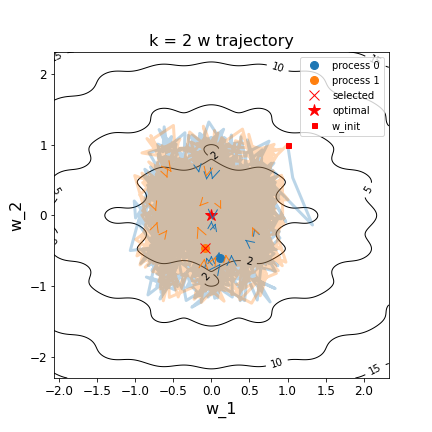 k = 2 w trajectory
process 0
process 1
selected
optimal
w_init
w_2
2
1
0
−1
−2
−2.0 −1.5 −1.0 −0.5 0.0 0.5 1.0 1.5 2.0
w_1
10
5
5
2
2
2
10
15